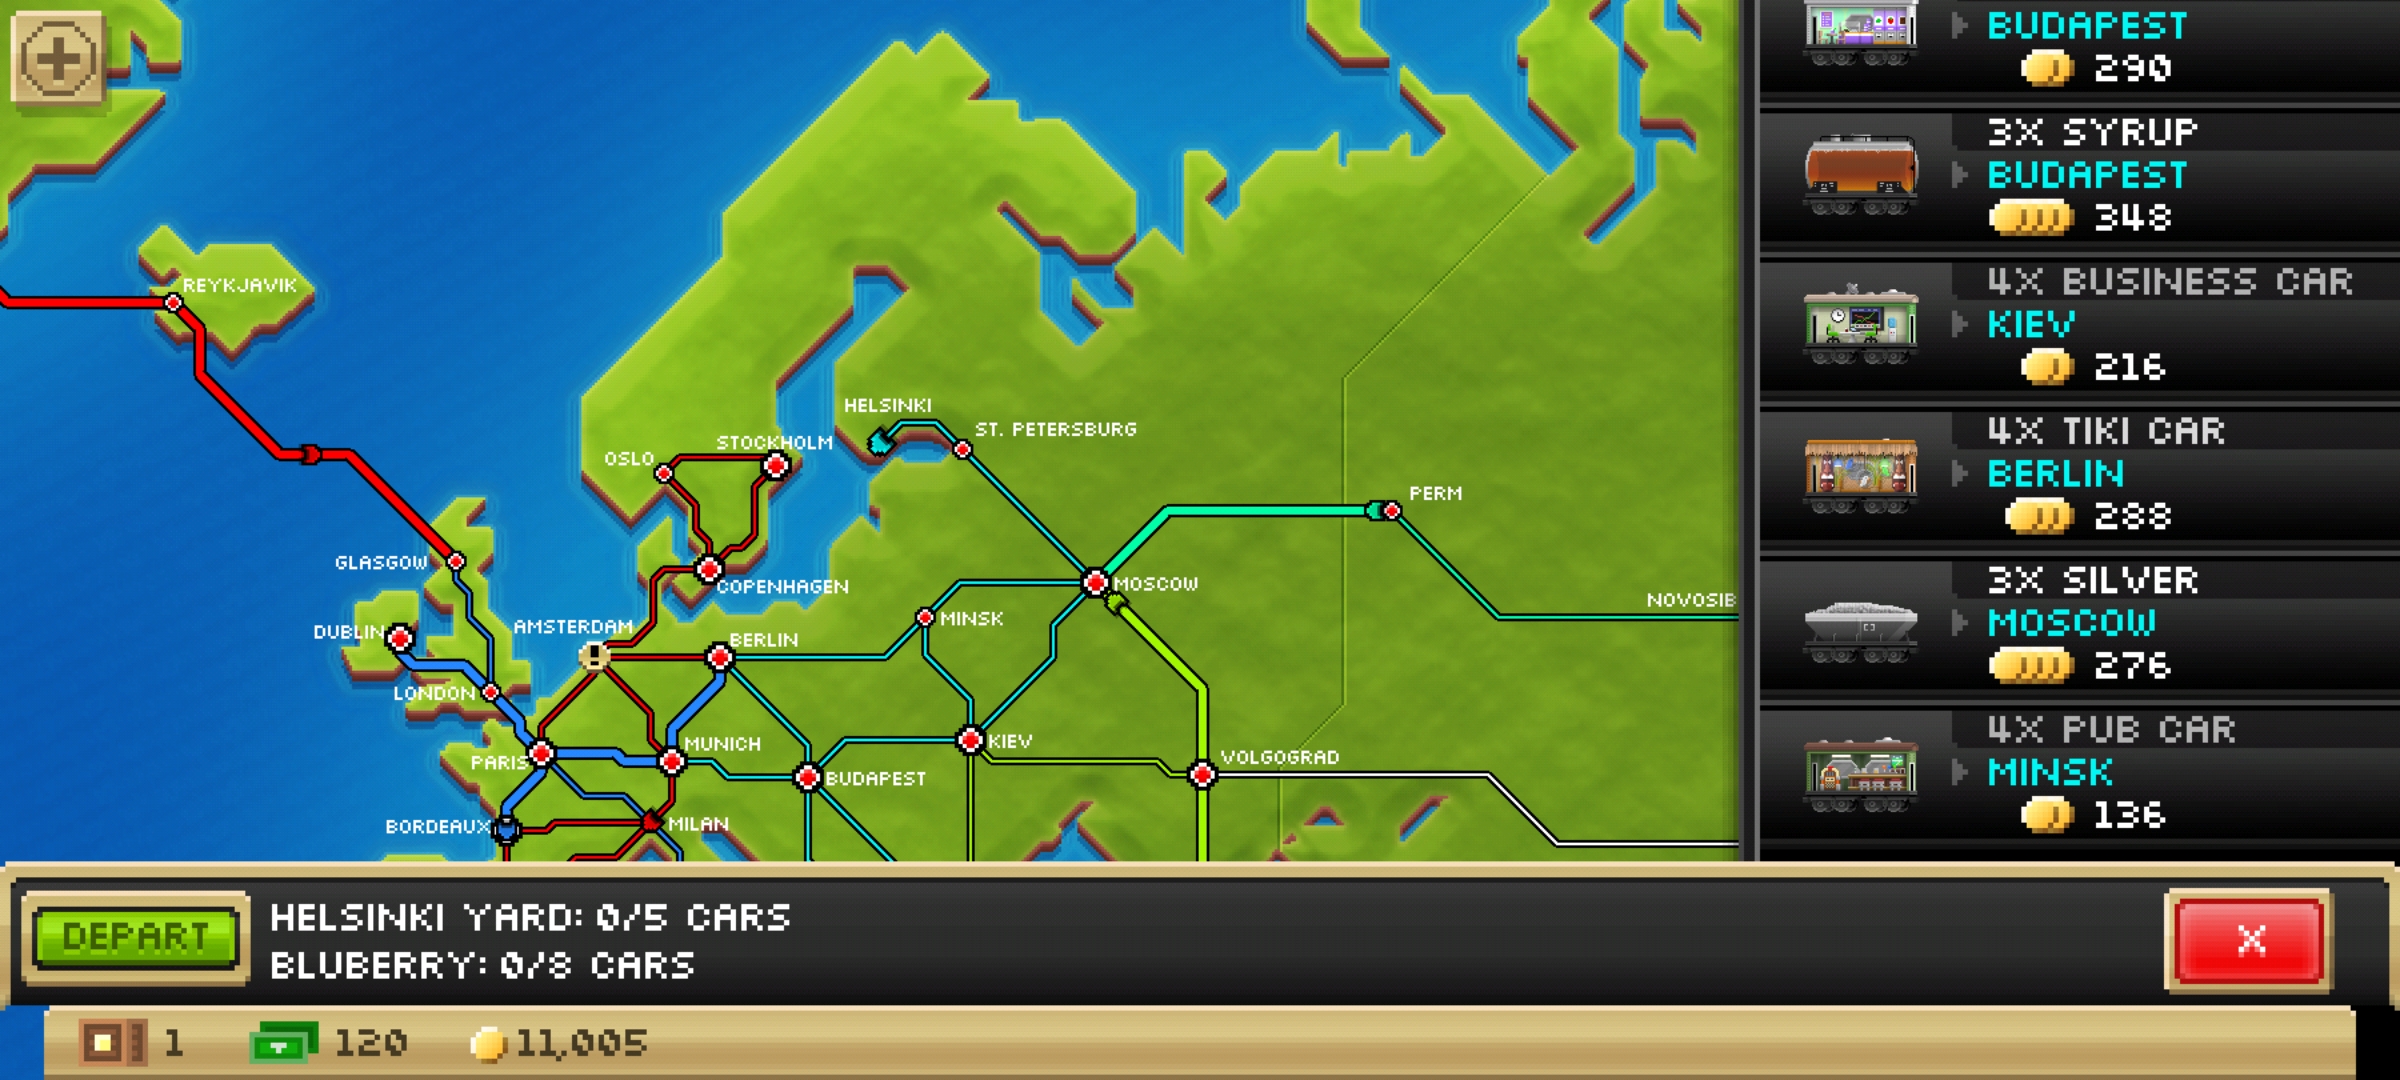 BUDAPEST
290
3X SYRUP
BUDAPEST
348
4X BUSINESS CAR
KIEV
216
4X TIKI CAR
BERLIN
288
3X SILVER
MOSCOW
276
4X PUB CAR
MINSK
136
REYKJAVIK
HELSINKI
ST. PETERSBURG
STOCKHOLM
OSLO
PERM
GLASGOW
COPENHAGEN
MOSCOW
NOVOSIB
MINSK
DUBLIN
AMSTERDAM
BERLIN
LONDON
MUNICH
KIEV
VOLGOGRAD
PARIS
BUDAPEST
BORDEAUX
MILAN
DEPART
HELSINKI YARD: 0/5 CARS
BLUBERRY: 0/8 CARS
X
1
120
11,005